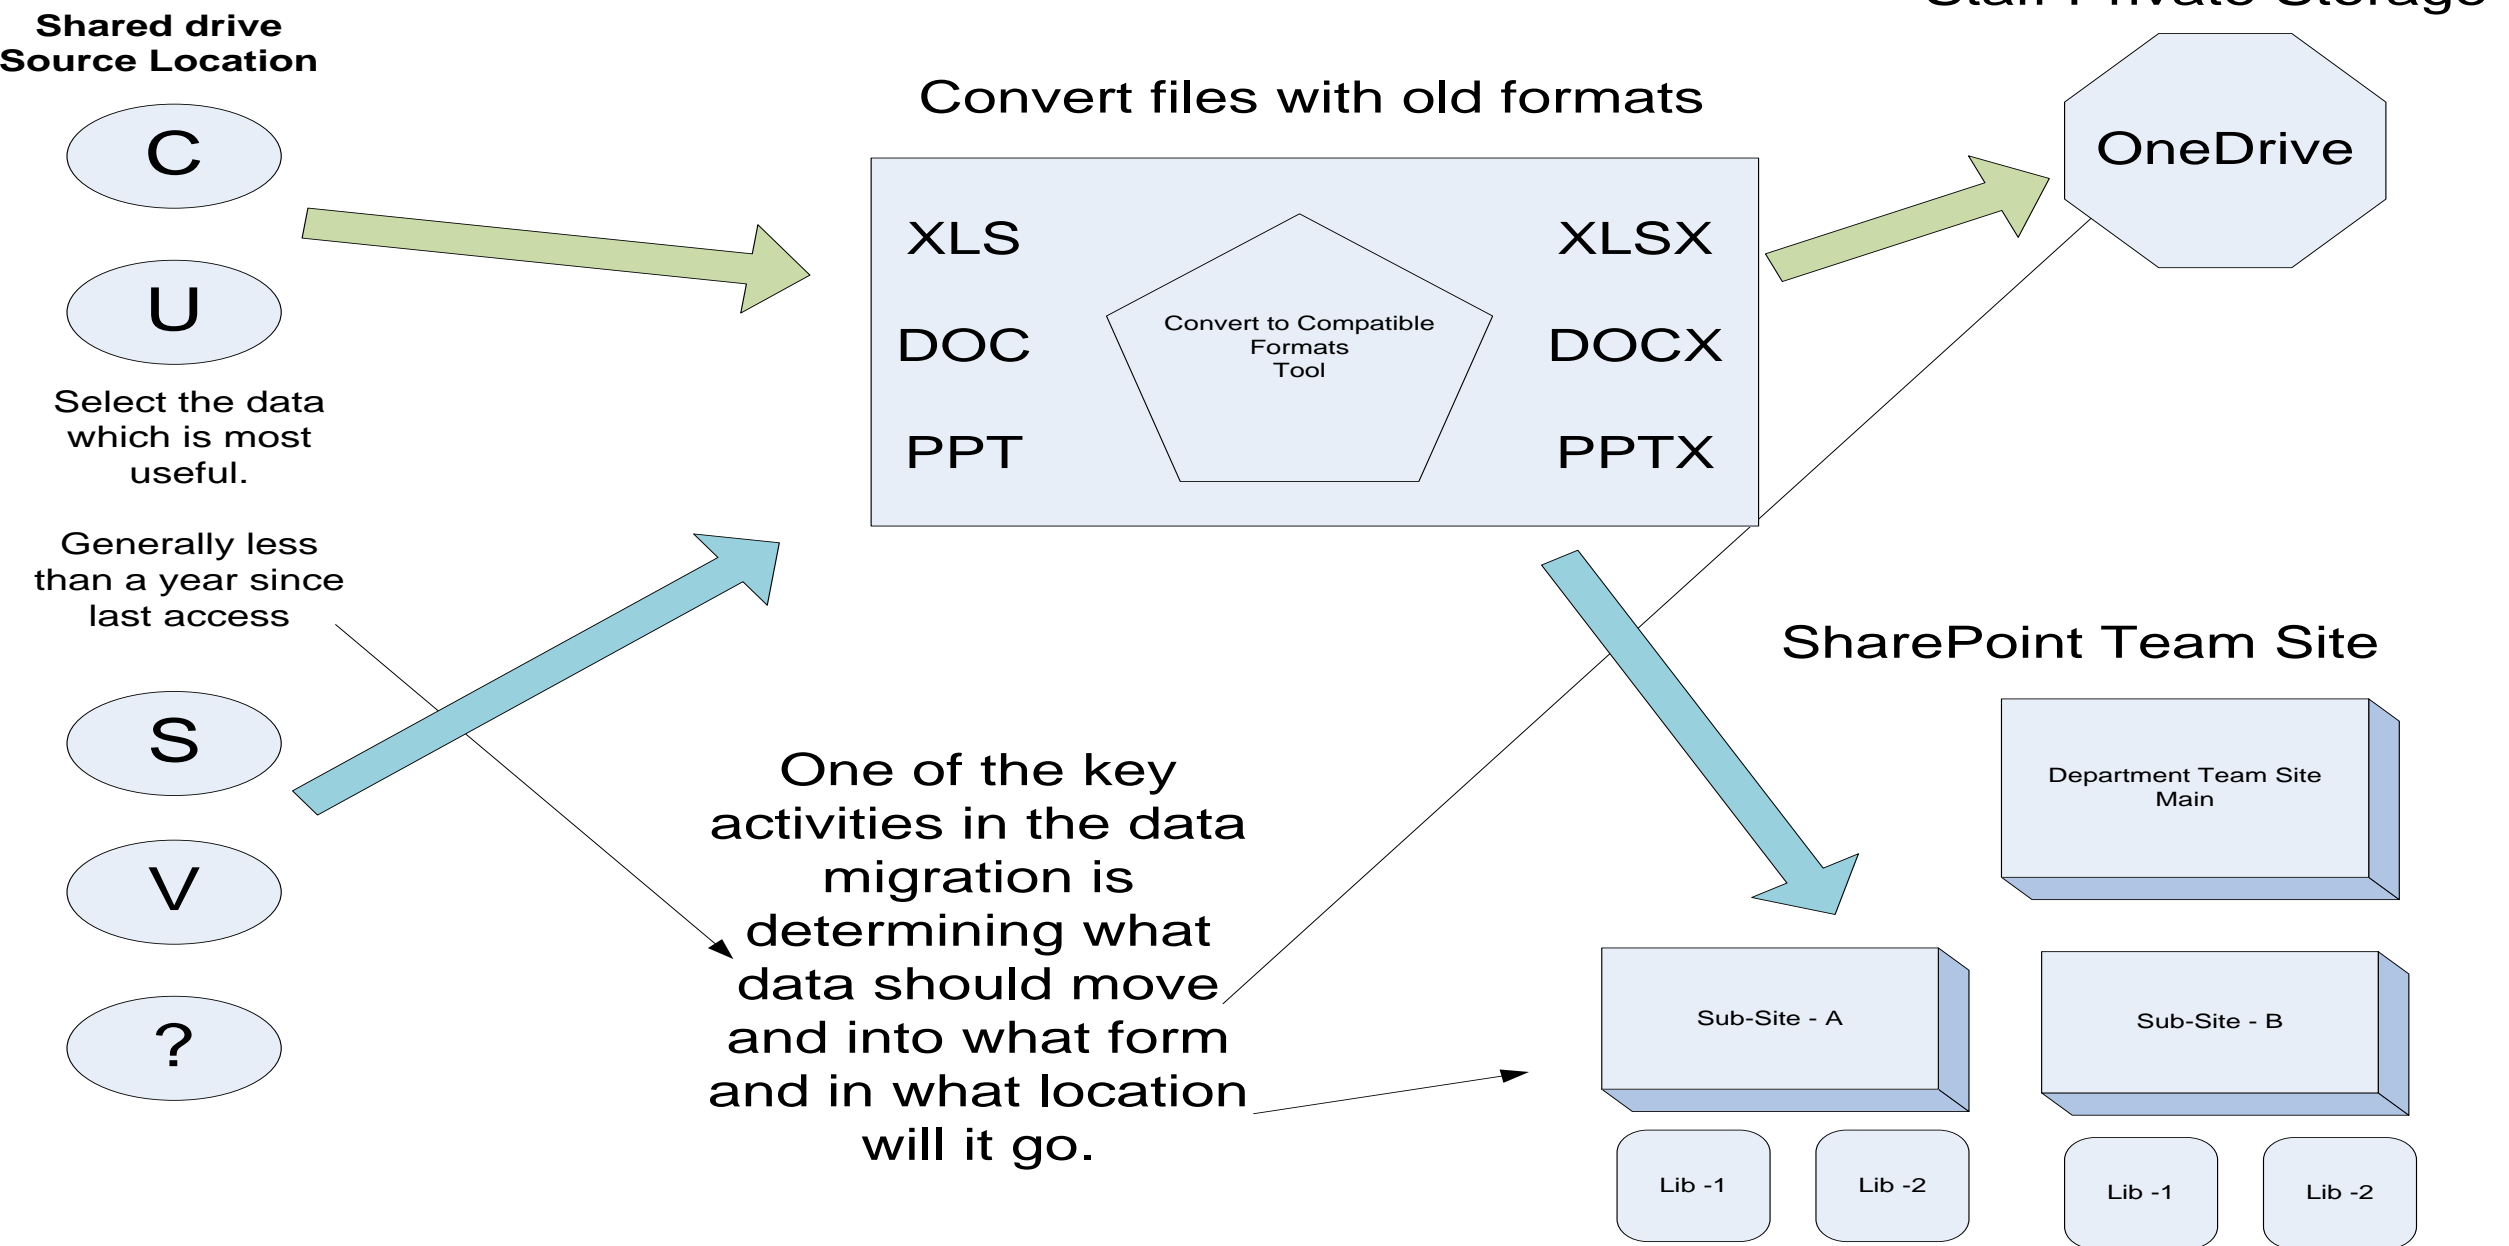 Shared drive
Source Location
C
U
Select the data
which is most
useful.
Generally less
than a year since
last access
S
V
?
Convert files with old formats
XLS
DOC
PPT
Convert to Compatible
Formats
Tool
XLSX
DOCX
PPTX
One of the key
activities in the data
migration is
determining what
data should move
and into what form
and in what location
will it go.
Staff Private Storage
OneDrive
SharePoint Team Site
Department Team Site
Main
Sub-Site - A
Sub-Site - B
Lib -1
Lib -2
Lib -1
Lib -2